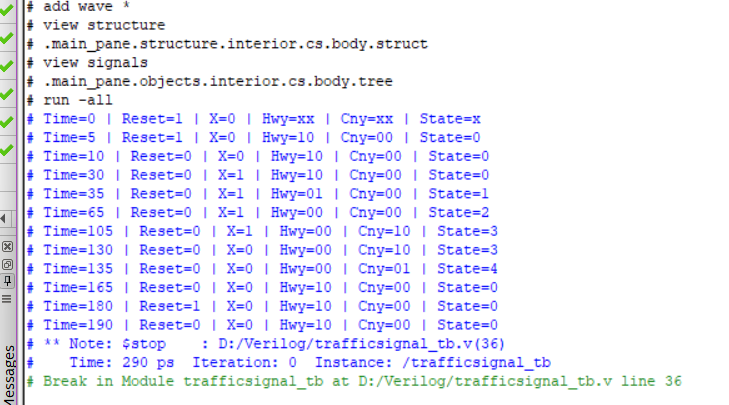 # add wave *
# view structure
# .main_pane.structure.interior.cs.body.struct
# view signals
# .main_pane.objects.interior.cs.body.tree
# run -all
# Time=0 | Reset=1 | X=0 | Hwy=xx | Cny=xx | State=x
# Time=5 | Reset=1 | X=0 | Hwy=10 | Cny=00 | State=0
# Time=10 | Reset=0 | X=0 | Hwy=10 | Cny=00 | State=0
# Time=30 | Reset=0 | X=1 | Hwy=10 | Cny=00 | State=0
# Time=35 | Reset=0 | X=1 | Hwy=01 | Cny=00 | State=1
# Time=65 | Reset=0 | X=1 | Hwy=00 | Cny=00 | State=2
# Time=105 | Reset=0 | X=1 | Hwy=00 | Cny=10 | State=3
# Time=130 | Reset=0 | X=0 | Hwy=00 | Cny=10 | State=3
# Time=135 | Reset=0 | X=0 | Hwy=00 | Cny=01 | State=4
# Time=165 | Reset=0 | X=0 | Hwy=10 | Cny=00 | State=0
# Time=180 | Reset=1 | X=0 | Hwy=10 | Cny=00 | State=0
# Time=190 | Reset=0 | X=0 | Hwy=10 | Cny=00 | State=0
# ** Note: $stop    : D:/Verilog/trafficsignal_tb.v(36)
#    Time: 290 ps  Iteration: 0  Instance: /trafficsignal_tb
# Break in Module trafficsignal_tb at D:/Verilog/trafficsignal_tb.v line 36
Messages